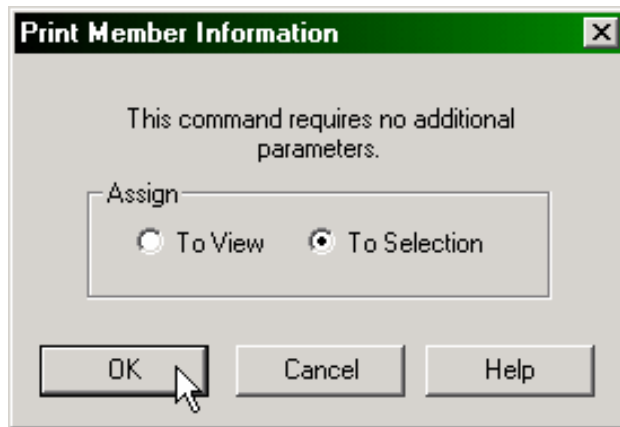 Print Member Information
This command requires no additional
parameters.
Assign
To View To Selection
OK Cancel Help